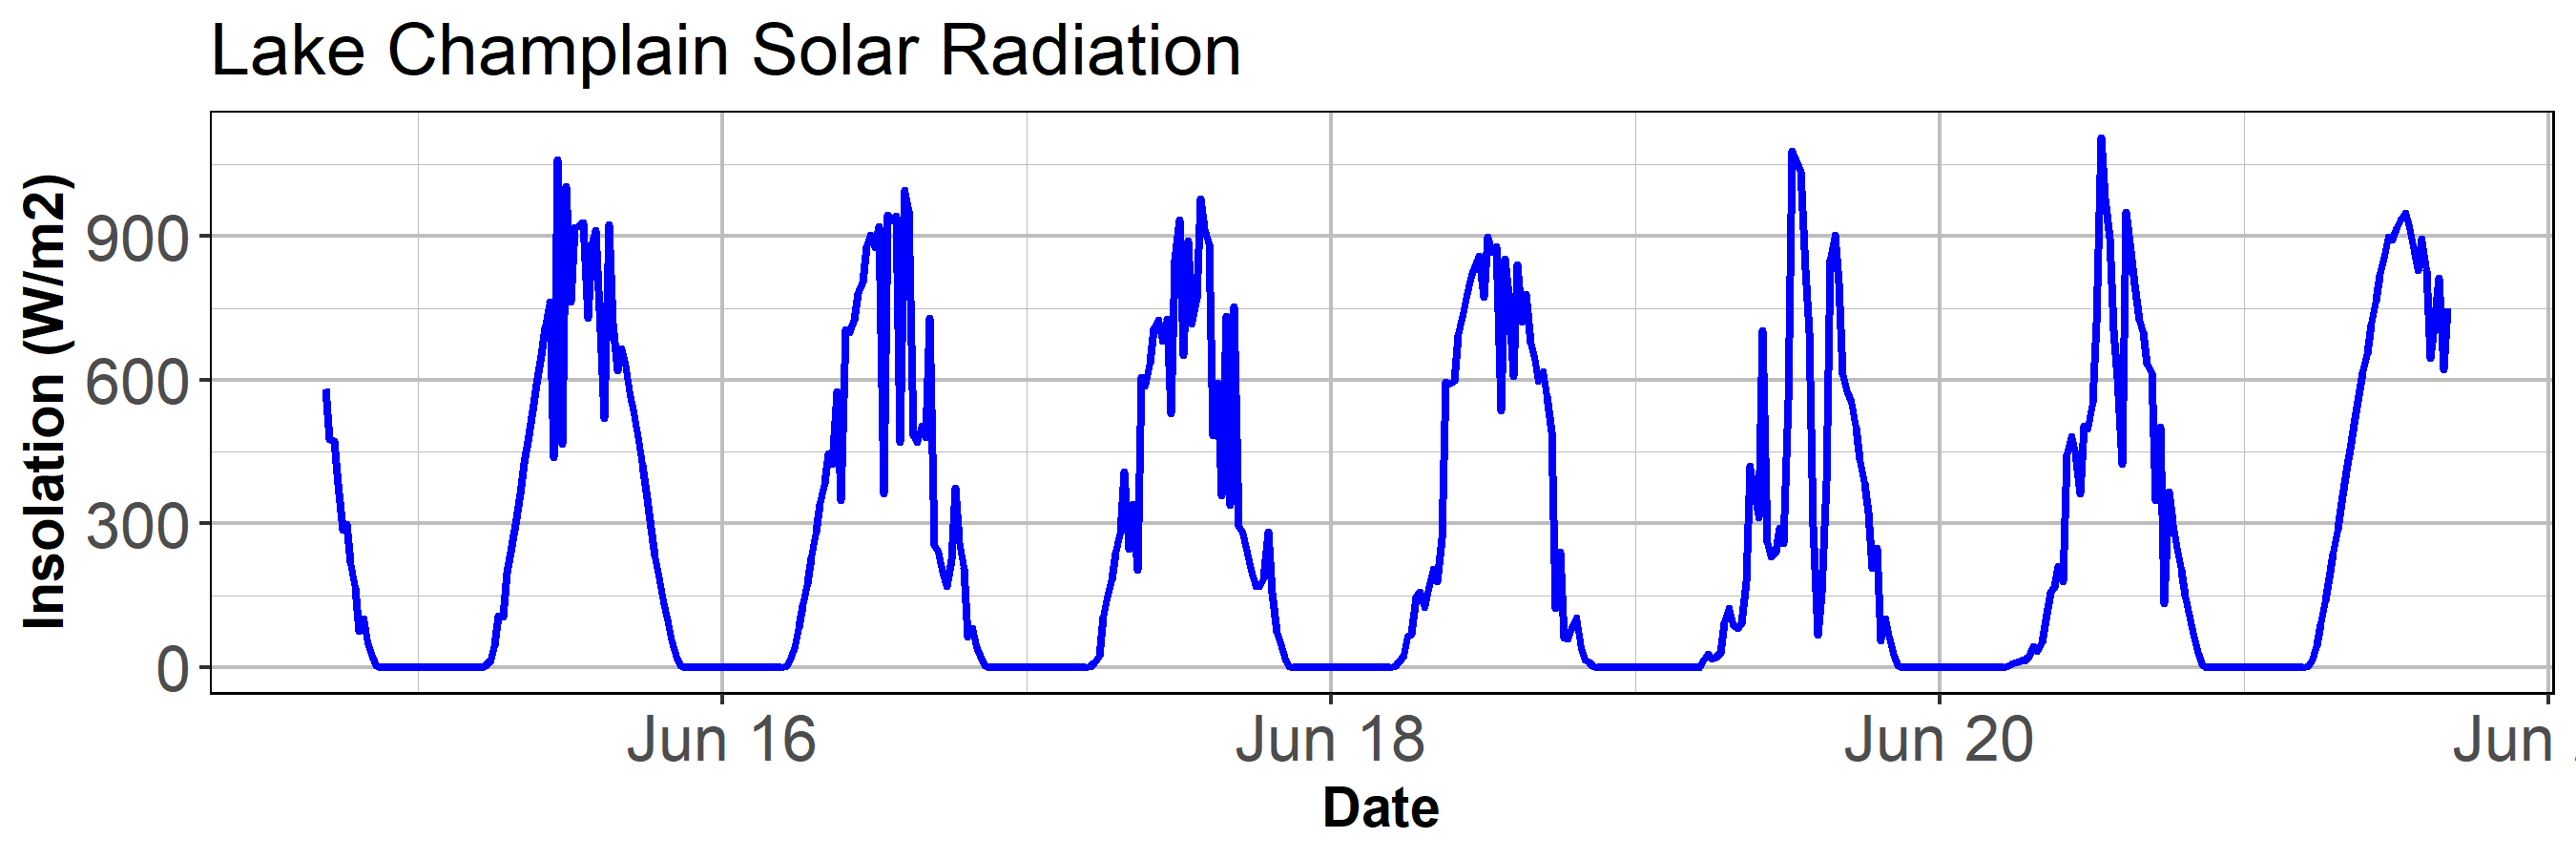 Lake Champlain Solar Radiation
Insolation (W/m2)
900
600
300
0
Jun 16
Jun 18
Jun 20
Jun
Date